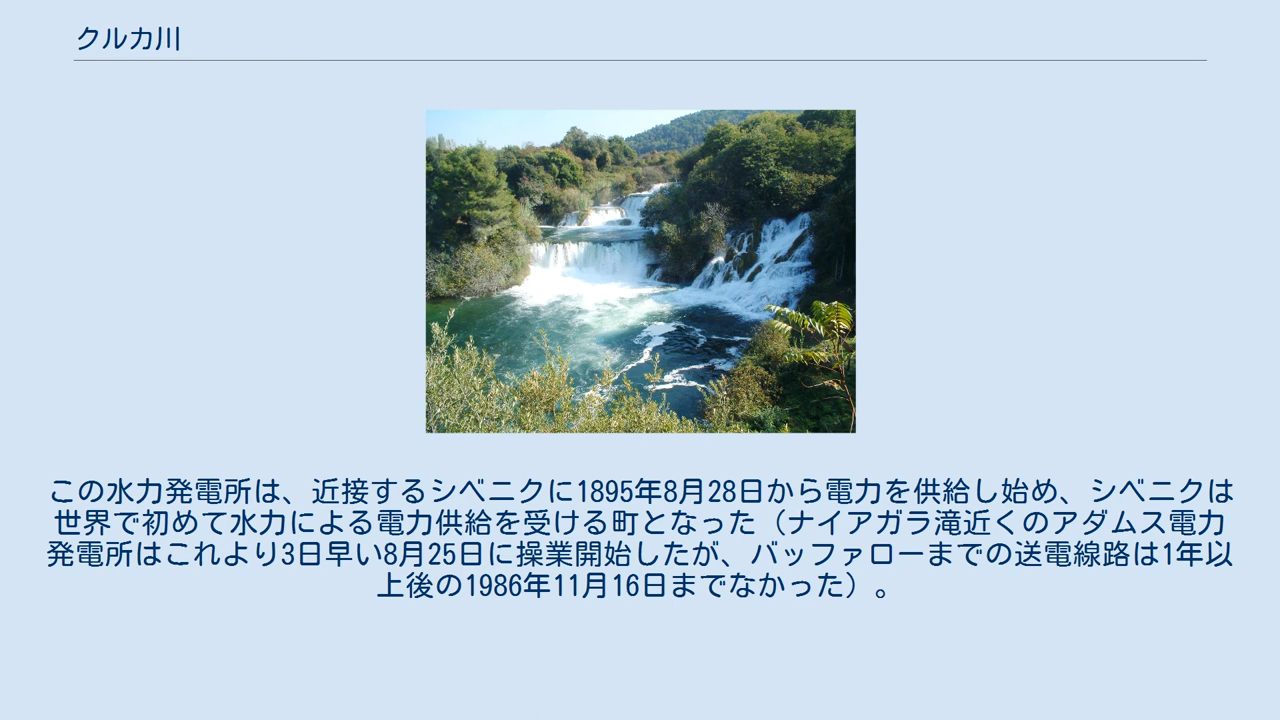 クルカ川
この水力発電所は、近接するシベニクに1895年8月28日から電力を供給し始め、シベニクは
世界で初めて水力による電力供給を受ける町となった（ナイアガラ滝近くのアダムス電力
発電所はこれより3日早い8月25日に操業開始したが、バッファローまでの送電線路は1年以
上後の1986年11月16日までなかった）。